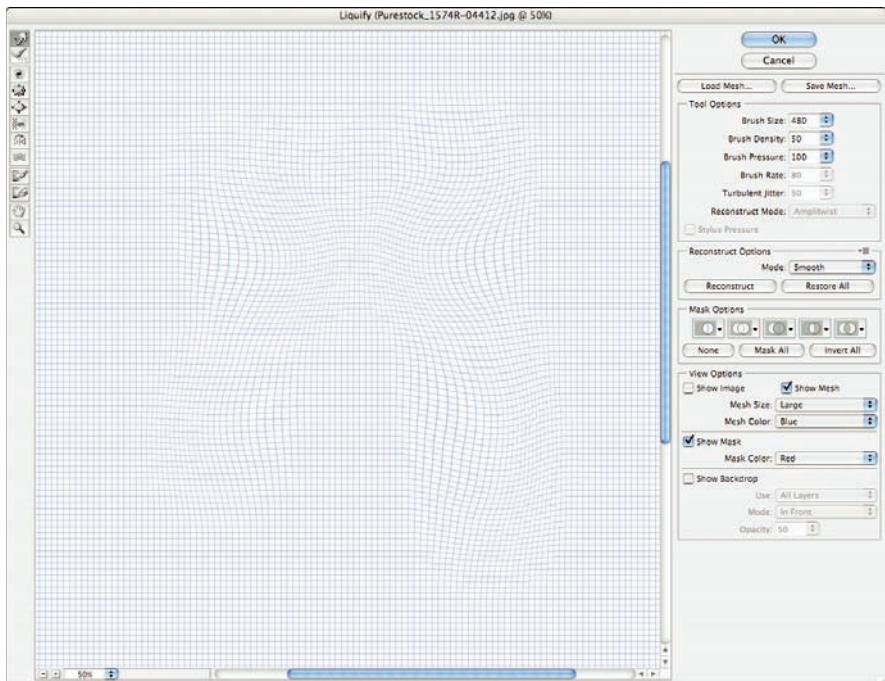 Liquify (Purestock_1574R-04412.jpg @ 50%)
OK
Cancel
Load Mesh...
Save Mesh...
Tool Options
Brush Size: 480
Brush Density: 50
Brush Pressure: 100
Brush Rate: 80
Turbulent Jitter: 50
Reconstruct Mode: Amplitwist
Stylus Pressure
Reconstruct Options
Mode: Smooth
Reconstruct
Restore All
Mask Options
None
Mask All
Invert All
View Options
Show Image
Show Mesh
Mesh Size: Large
Mesh Color: Blue
Show Mask
Mask Color: Red
Show Backdrop
Use: All Layers
Mode: In Front
Opacity: 50
50%